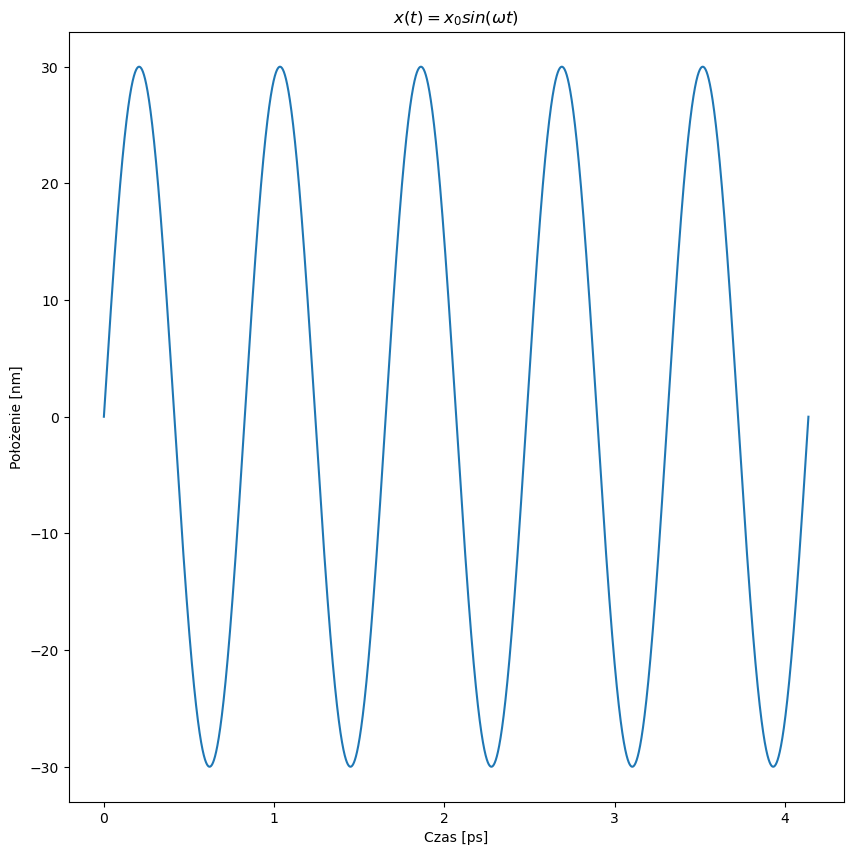 x(t) = x₀sin(ωt)
30
20
10
0
−10
−20
−30
Położenie [nm]
0 1 2 3 4
Czas [ps]